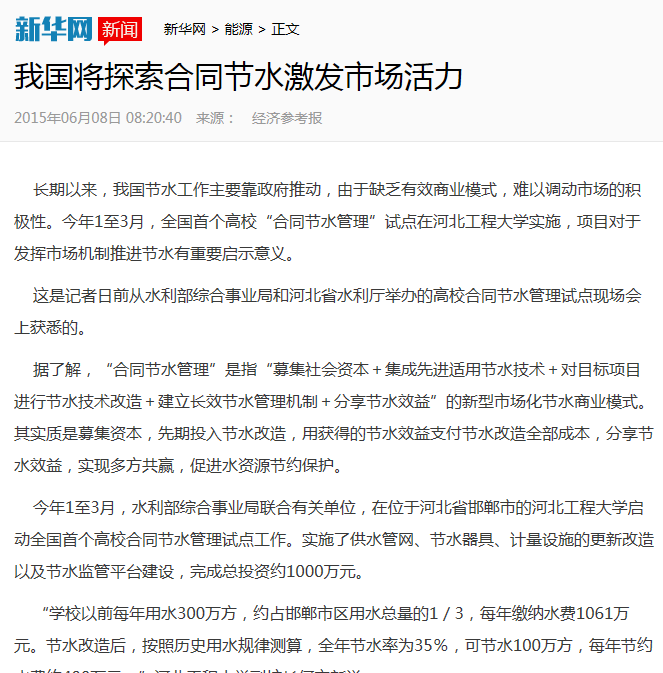 新华网 新闻 新华网 > 能源 > 正文
我国将探索合同节水激发市场活力
2015年06月08日 08:20:40 来源： 经济参考报
长期以来，我国节水工作主要靠政府推动，由于缺乏有效商业模式，难以调动市场的积
极性。今年1至3月，全国首个高校“合同节水管理”试点在河北工程大学实施，项目对于
发挥市场机制推进节水有重要启示意义。
这是记者日前从水利部综合事业局和河北省水利厅举办的高校合同节水管理试点现场会
上获悉的。
据了解，“合同节水管理”是指“募集社会资本＋集成先进适用节水技术＋对目标项目
进行节水技术改造＋建立长效节水管理机制＋分享节水效益”的新型市场化节水商业模式。
其实质是募集资本，先期投入节水改造，用获得的节水效益支付节水改造全部成本，分享节
水效益，实现多方共赢，促进水资源节约保护。
今年1至3月，水利部综合事业局联合有关单位，在位于河北省邯郸市的河北工程大学启
动全国首个高校合同节水管理试点工作。实施了供水管网、节水器具、计量设施的更新改造
以及节水监管平台建设，完成总投资约1000万元。
“学校以前每年用水300万方，约占邯郸市区用水总量的1／3，每年缴纳水费1061万
元。节水改造后，按照历史用水规律测算，全年节水率为35％，可节水100万方，每年节约